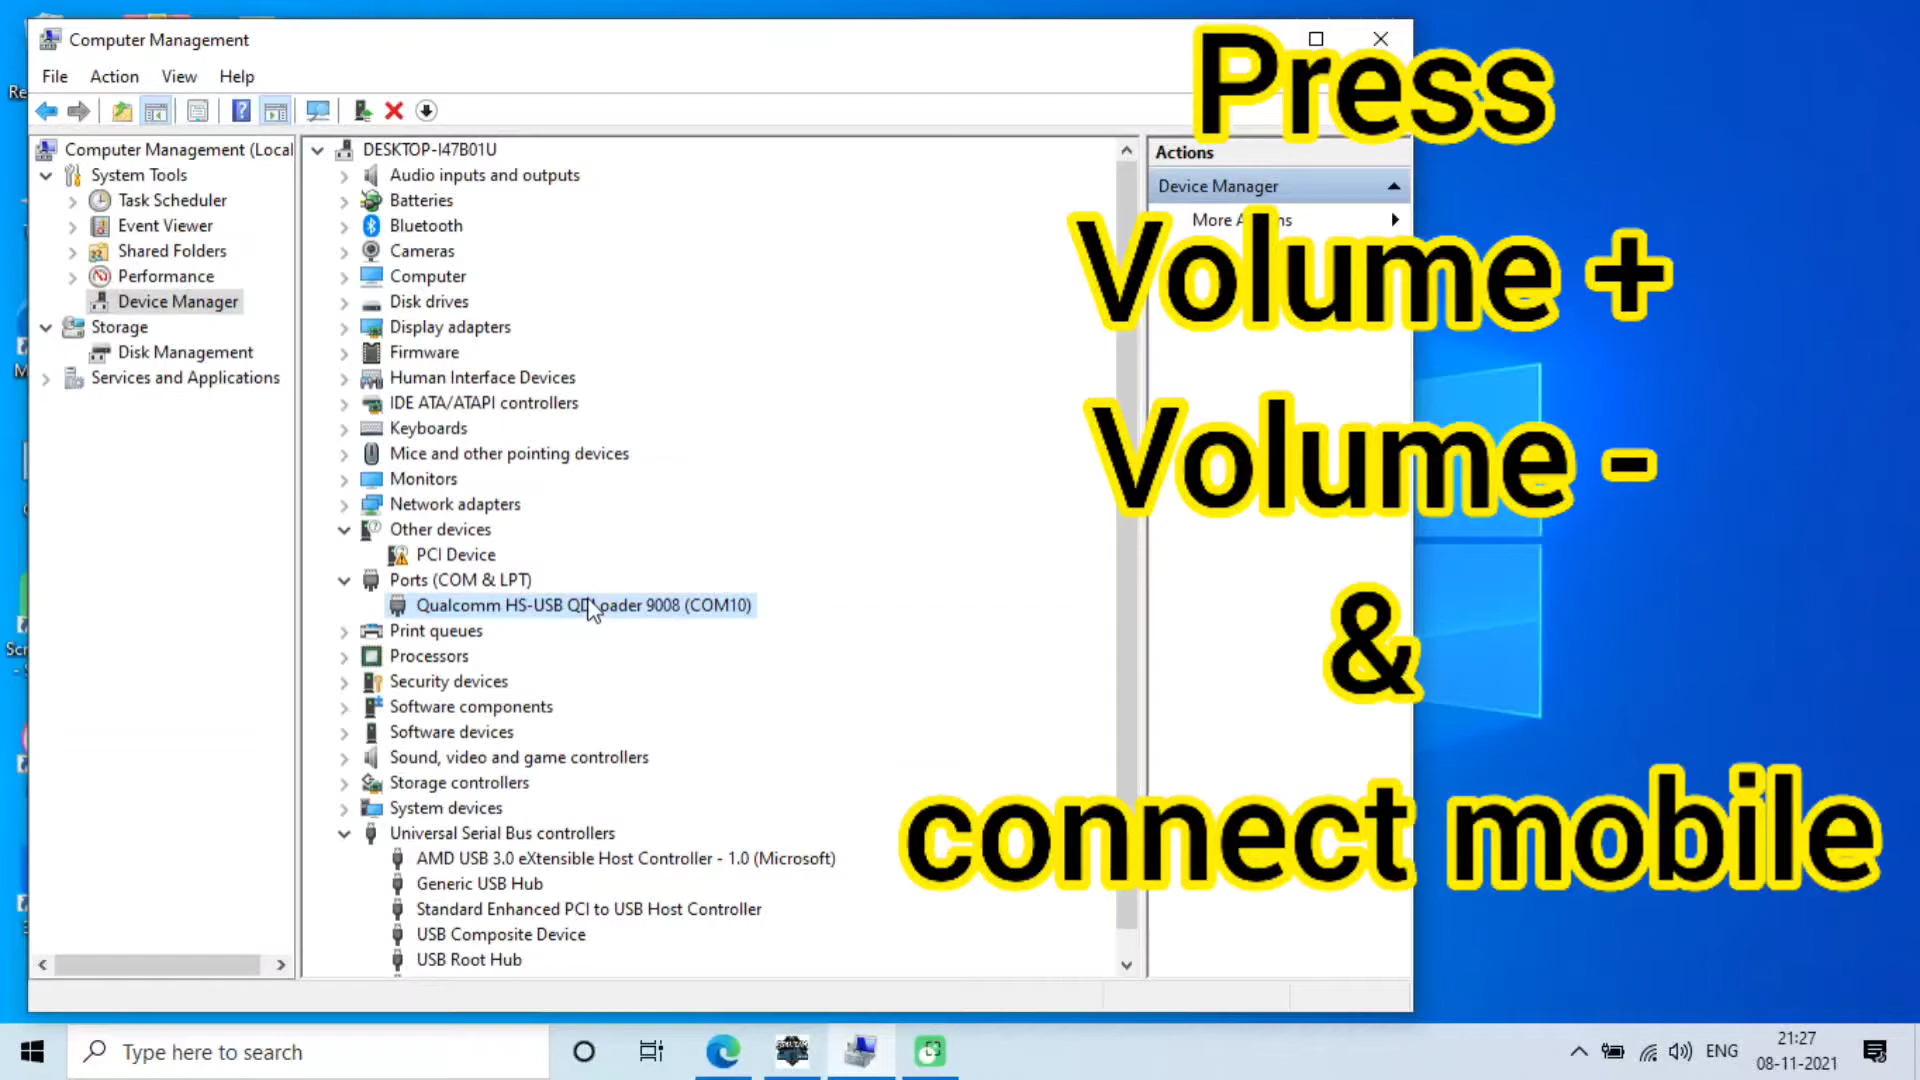 Computer Management
File Action View Help
Computer Management (Local
System Tools
Task Scheduler
Event Viewer
Shared Folders
Performance
Device Manager
Storage
Disk Management
Services and Applications
DESKTOP-I47B01U
Audio inputs and outputs
Batteries
Bluetooth
Cameras
Computer
Disk drives
Display adapters
Firmware
Human Interface Devices
IDE ATA/ATAPI controllers
Keyboards
Mice and other pointing devices
Monitors
Network adapters
Other devices
PCI Device
Ports (COM & LPT)
Qualcomm HS-USB QDLoader 9008 (COM10)
Print queues
Processors
Security devices
Software components
Software devices
Sound, video and game controllers
Storage controllers
System devices
Universal Serial Bus controllers
AMD USB 3.0 eXtensible Host Controller - 1.0 (Microsoft)
Generic USB Hub
Standard Enhanced PCI to USB Host Controller
USB Composite Device
USB Root Hub
Actions
Device Manager
More Actions
Press
Volume +
Volume -
&
connect mobile
Type here to search
ENG
21:27
08-11-2021